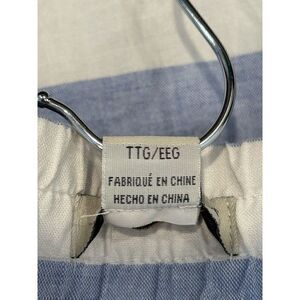 TTG/EEG
FABRIQUÉ EN CHINE
HECHO EN CHINA